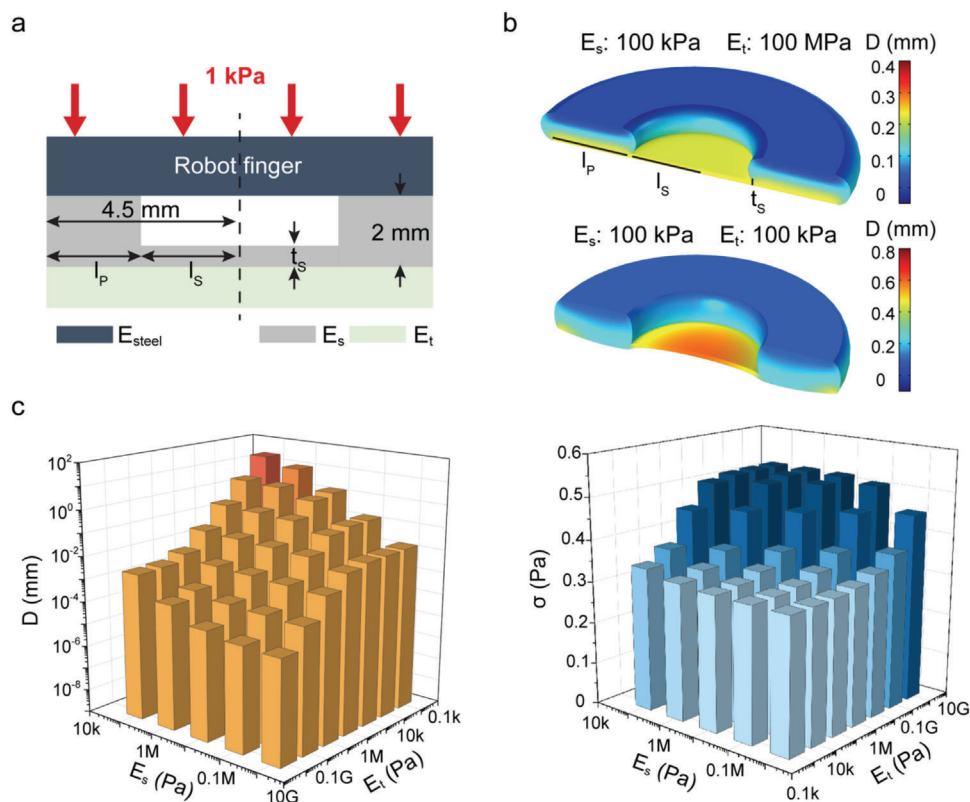 a
1 kPa
Robot finger
4.5 mm
2 mm
t_S
l_P
l_S
E_steel
E_s
E_t
b
E_s: 100 kPa E_t: 100 MPa D (mm)
0.4
0.3
0.2
0.1
0
l_P
l_S
t_S
E_s: 100 kPa E_t: 100 kPa D (mm)
0.8
0.6
0.4
0.2
0
c
D (mm)
10^2
10^0
10^-2
10^-4
10^-6
10^-8
10k
1M
0.1M
10G
E_s (Pa)
0.1G
1M
10k
0.1k
E_t (Pa)
σ (Pa)
0.6
0.5
0.4
0.3
0.2
0.1
0
10k
1M
0.1M
0.1k
E_s (Pa)
10k
1M
0.1G
10G
E_t (Pa)